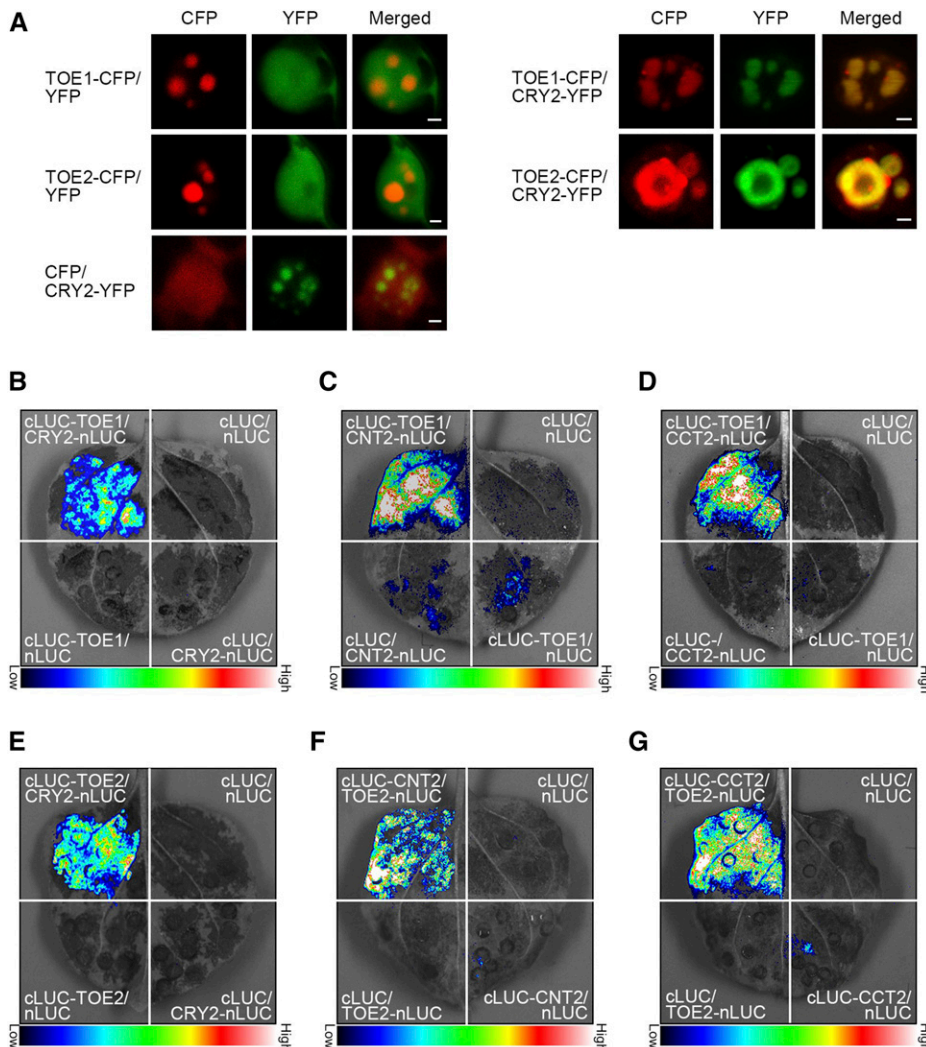 A
CFP YFP Merged
TOE1-CFP/
YFP
TOE2-CFP/
YFP
CFP/
CRY2-YFP
CFP YFP Merged
TOE1-CFP/
CRY2-YFP
TOE2-CFP/
CRY2-YFP
B
cLUC-TOE1/
CRY2-nLUC
cLUC/
nLUC
cLUC-TOE1/
nLUC
cLUC/
CRY2-nLUC
Low High
C
cLUC-TOE1/
CNT2-nLUC
cLUC/
nLUC
cLUC/
CNT2-nLUC
cLUC-TOE1/
nLUC
Low High
D
cLUC-TOE1/
CCT2-nLUC
cLUC/
nLUC
cLUC-/
CCT2-nLUC
cLUC-TOE1/
nLUC
Low High
E
cLUC-TOE2/
CRY2-nLUC
cLUC/
nLUC
cLUC-TOE2/
nLUC
cLUC/
CRY2-nLUC
Low High
F
cLUC-CNT2/
TOE2-nLUC
cLUC/
nLUC
cLUC/
TOE2-nLUC
cLUC-CNT2/
nLUC
Low High
G
cLUC-CCT2/
TOE2-nLUC
cLUC/
nLUC
cLUC/
TOE2-nLUC
cLUC-CCT2/
nLUC
Low High